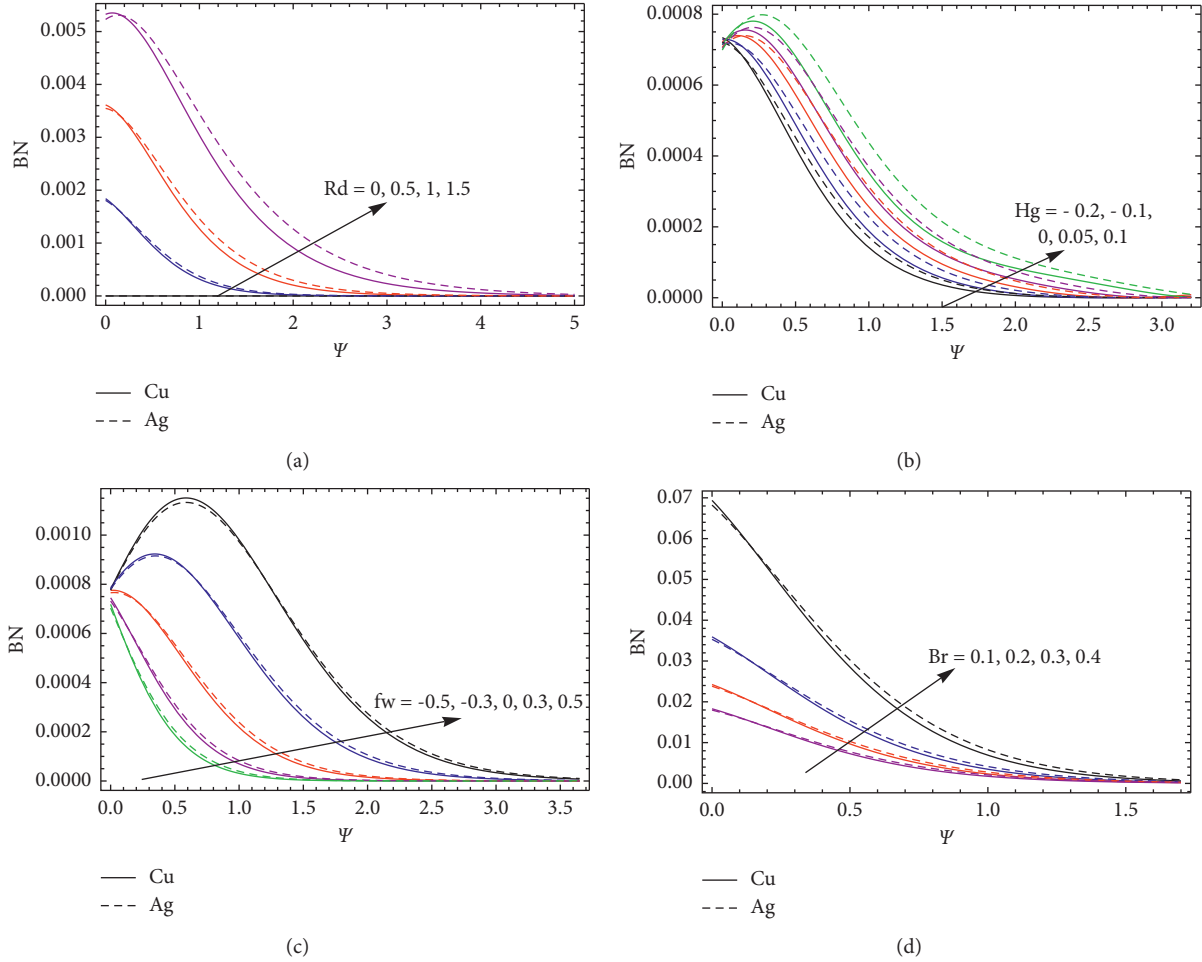 0.005
0.004
0.003
0.002
0.001
0.000
BN
Rd = 0, 0.5, 1, 1.5
0 1 2 3 4 5
Ψ
Cu
Ag
(a)
0.0008
0.0006
0.0004
0.0002
0.0000
BN
Hg = - 0.2, - 0.1,
0, 0.05, 0.1
0.0 0.5 1.0 1.5 2.0 2.5 3.0
Ψ
Cu
Ag
(b)
0.0010
0.0008
0.0006
0.0004
0.0002
0.0000
BN
fw = -0.5, -0.3, 0, 0.3, 0.5
0.0 0.5 1.0 1.5 2.0 2.5 3.0 3.5
Ψ
Cu
Ag
(c)
0.07
0.06
0.05
0.04
0.03
0.02
0.01
0.00
BN
Br = 0.1, 0.2, 0.3, 0.4
0.0 0.5 1.0 1.5
Ψ
Cu
Ag
(d)